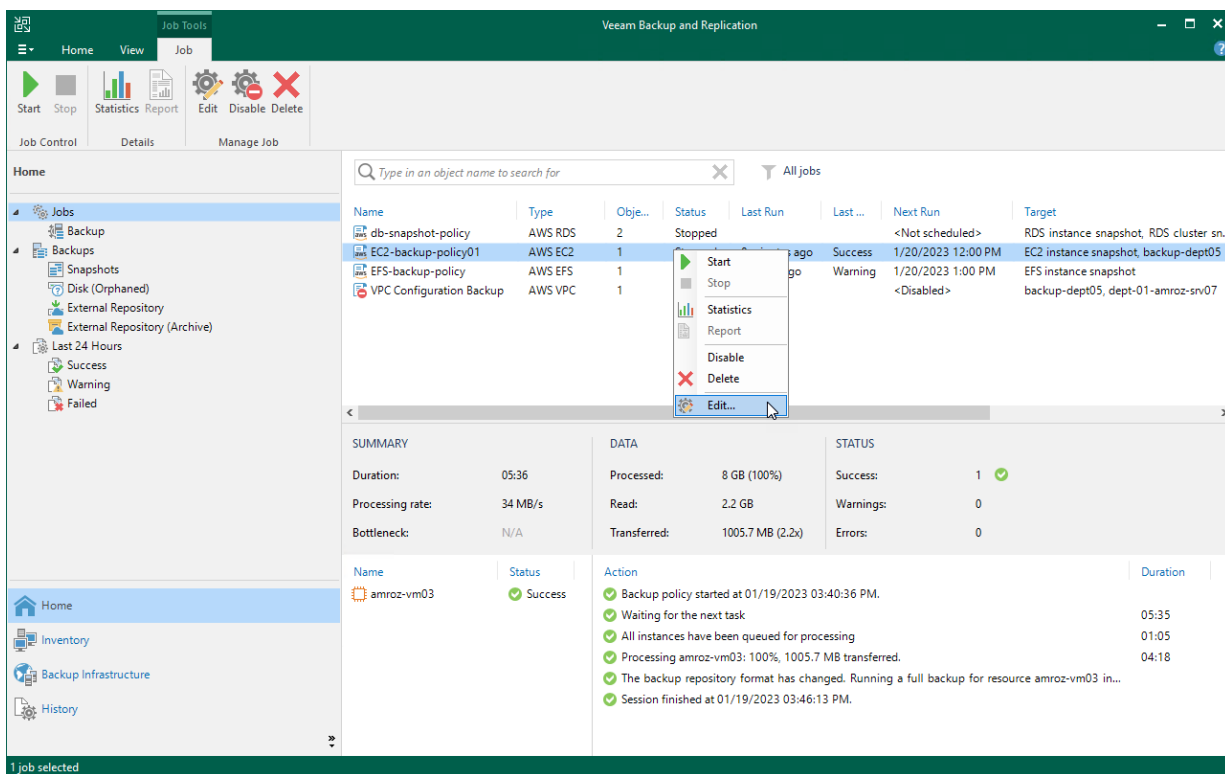 Job Tools
Veeam Backup and Replication
Home View Job
Start Stop Statistics Report Edit Disable Delete
Job Control Details Manage Job
Home
Type in an object name to search for
All jobs
Jobs
Backup
Backups
Snapshots
Disk (Orphaned)
External Repository
External Repository (Archive)
Last 24 Hours
Success
Warning
Failed
Name Type Obje... Status Last Run Last ... Next Run Target
db-snapshot-policy AWS RDS 2 Stopped <Not scheduled> RDS instance snapshot, RDS cluster sn.
EC2-backup-policy01 AWS EC2 1 ago Success 1/20/2023 12:00 PM EC2 instance snapshot, backup-dept05
EFS-backup-policy AWS EFS 1 go Warning 1/20/2023 1:00 PM EFS instance snapshot
VPC Configuration Backup AWS VPC 1 <Disabled> backup-dept05, dept-01-amroz-srv07
Start
Stop
Statistics
Report
Disable
Delete
Edit...
SUMMARY DATA STATUS
Duration: 05:36 Processed: 8 GB (100%) Success: 1
Processing rate: 34 MB/s Read: 2.2 GB Warnings: 0
Bottleneck: N/A Transferred: 1005.7 MB (2.2x) Errors: 0
Name Status Action Duration
amroz-vm03 Success
Backup policy started at 01/19/2023 03:40:36 PM.
Waiting for the next task 05:35
All instances have been queued for processing 01:05
Processing amroz-vm03: 100%, 1005.7 MB transferred. 04:18
The backup repository format has changed. Running a full backup for resource amroz-vm03 in...
Session finished at 01/19/2023 03:46:13 PM.
Home
Inventory
Backup Infrastructure
History
1 job selected